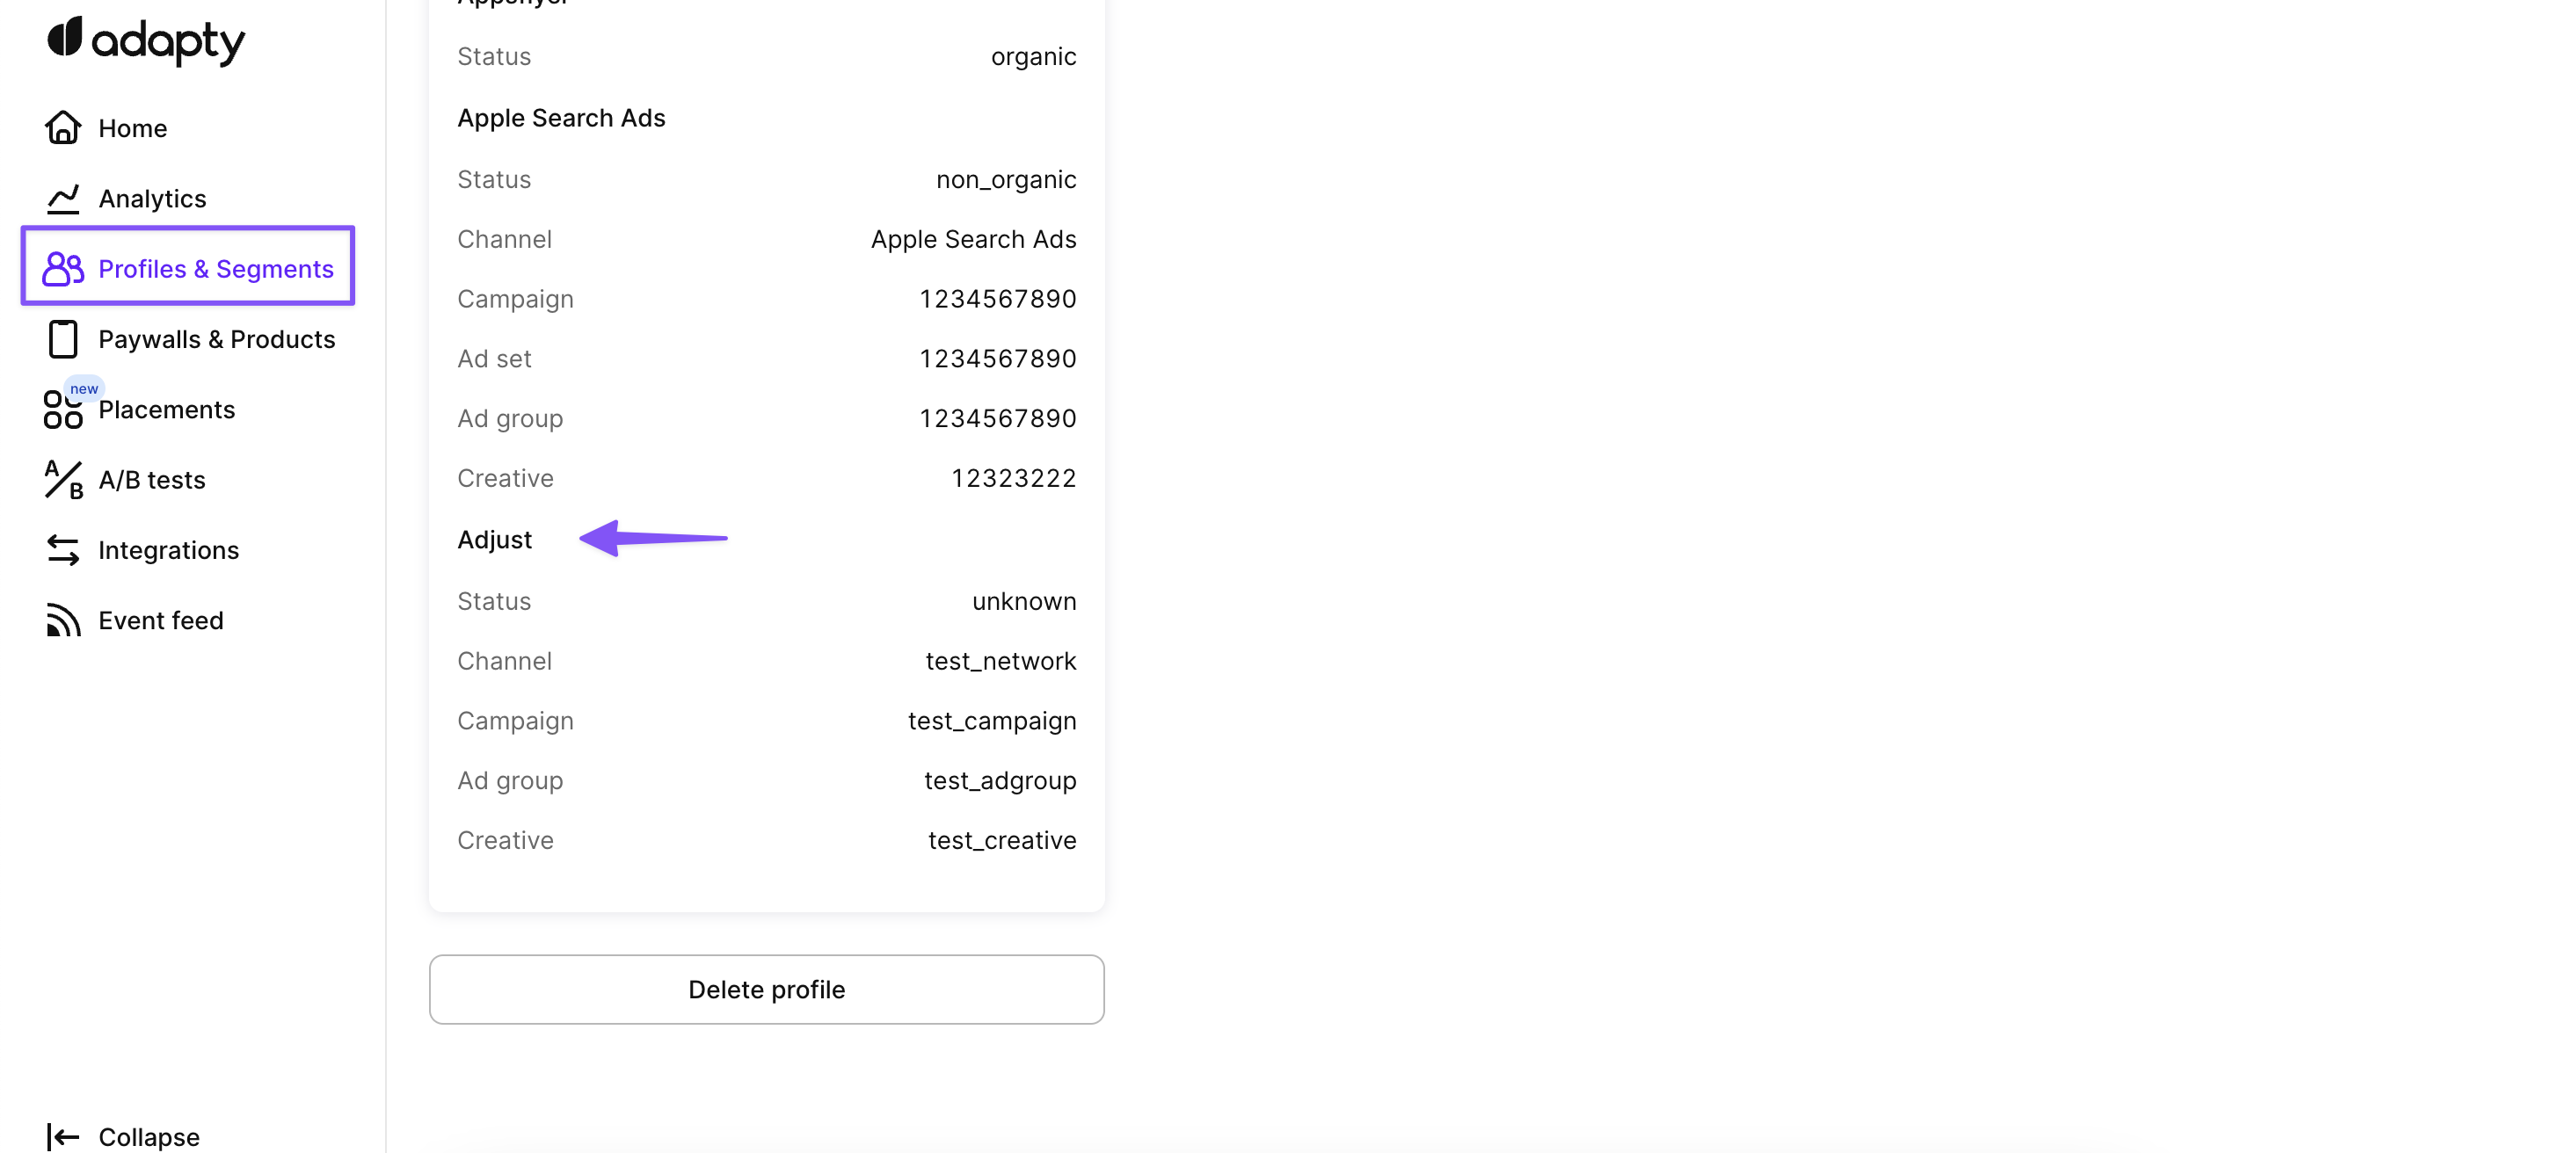 adapty
Home
Analytics
Profiles & Segments
Paywalls & Products
new
Placements
A/B tests
Integrations
Event feed
Collapse
Status organic
Apple Search Ads
Status non_organic
Channel Apple Search Ads
Campaign 1234567890
Ad set 1234567890
Ad group 1234567890
Creative 12323222
Adjust
Status unknown
Channel test_network
Campaign test_campaign
Ad group test_adgroup
Creative test_creative
Delete profile